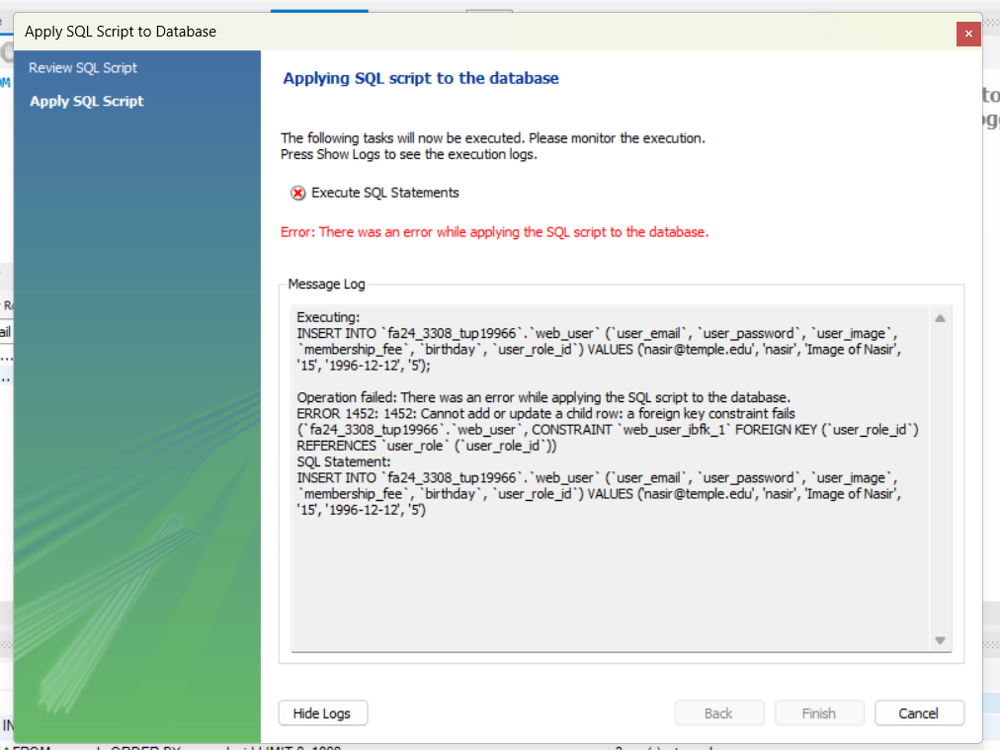 Apply SQL Script to Database
Review SQL Script
Apply SQL Script
Applying SQL script to the database
The following tasks will now be executed. Please monitor the execution.
Press Show Logs to see the execution logs.
Execute SQL Statements
Error: There was an error while applying the SQL script to the database.
Message Log
Executing:
INSERT INTO `fa24_3308_tup19966`.`web_user` (`user_email`, `user_password`, `user_image`,
`membership_fee`, `birthday`, `user_role_id`) VALUES ('nasir@temple.edu', 'nasir', 'Image of Nasir',
'15', '1996-12-12', '5');
Operation failed: There was an error while applying the SQL script to the database.
ERROR 1452: 1452: Cannot add or update a child row: a foreign key constraint fails
(`fa24_3308_tup19966`.`web_user`, CONSTRAINT `web_user_ibfk_1` FOREIGN KEY (`user_role_id`)
REFERENCES `user_role` (`user_role_id`))
SQL Statement:
INSERT INTO `fa24_3308_tup19966`.`web_user` (`user_email`, `user_password`, `user_image`,
`membership_fee`, `birthday`, `user_role_id`) VALUES ('nasir@temple.edu', 'nasir', 'Image of Nasir',
'15', '1996-12-12', '5')
Hide Logs
Back
Finish
Cancel